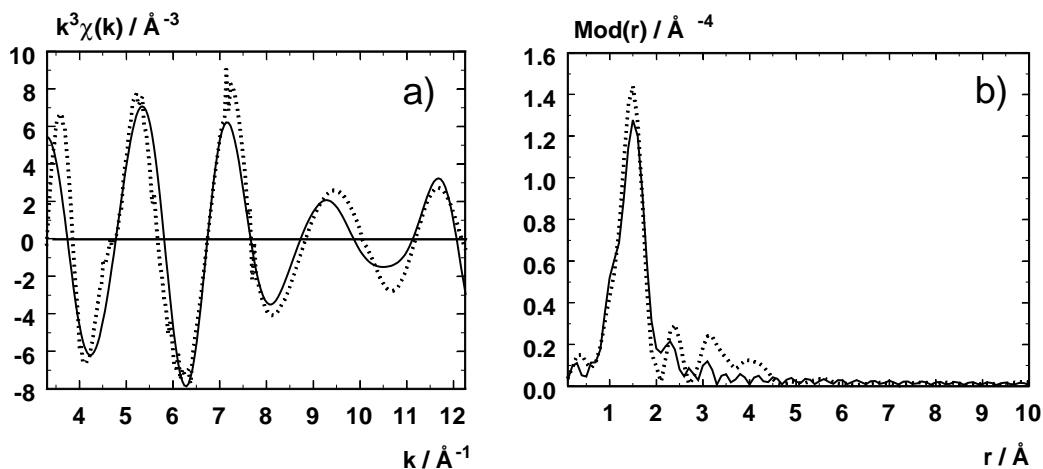 k³χ(k) / Å⁻³
10
8
6
4
2
0
-2
-4
-6
-8
a)
4 5 6 7 8 9 10 11 12
k / Å⁻¹
Mod(r) / Å ⁻⁴
1.6
1.4
1.2
1.0
0.8
0.6
0.4
0.2
0.0
b)
1 2 3 4 5 6 7 8 9 10
r / Å